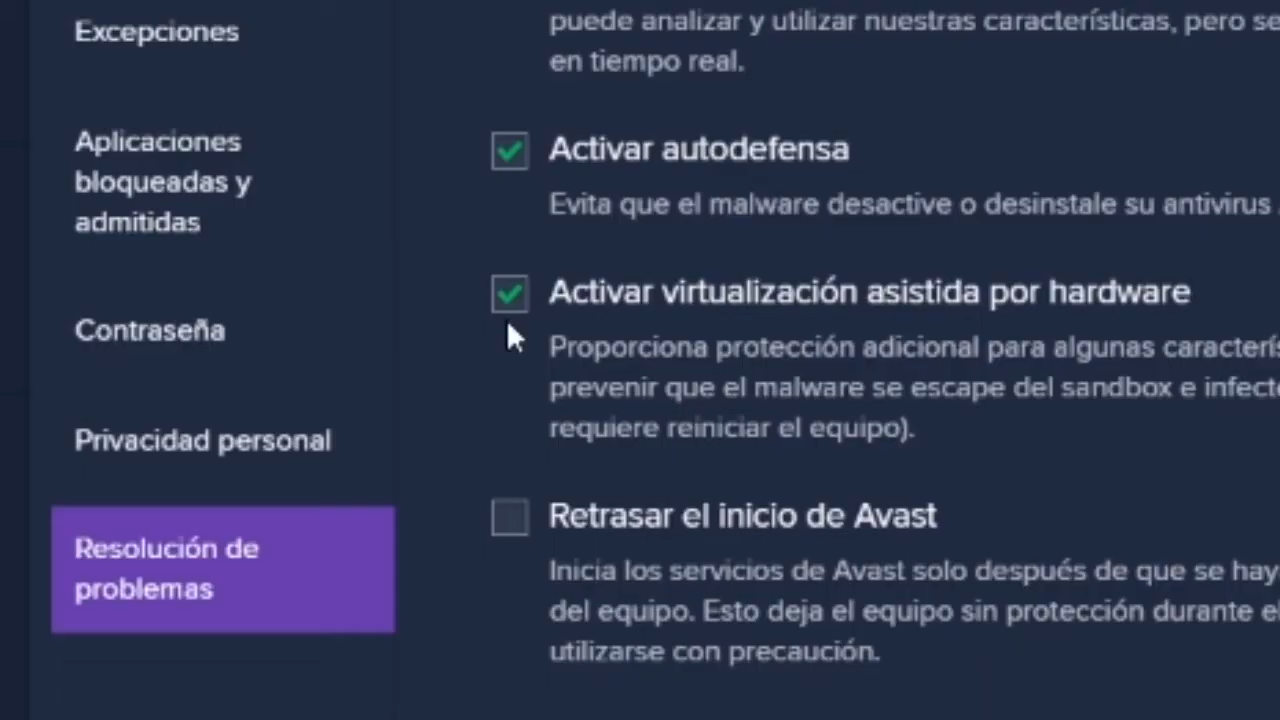 Excepciones
Aplicaciones
bloqueadas y
admitidas
Contraseña
Privacidad personal
Resolución de
problemas
puede analizar y utilizar nuestras características, pero se
en tiempo real.
Activar autodefensa
Evita que el malware desactive o desinstale su antivirus
Activar virtualización asistida por hardware
Proporciona protección adicional para algunas
prevenir que el malware se escape del sandbox e
requiere reiniciar el equipo).
Retrasar el inicio de Avast
Inicia los servicios de Avast solo después de que se
del equipo. Esto deja el equipo sin protección durante
utilizarse con precaución.